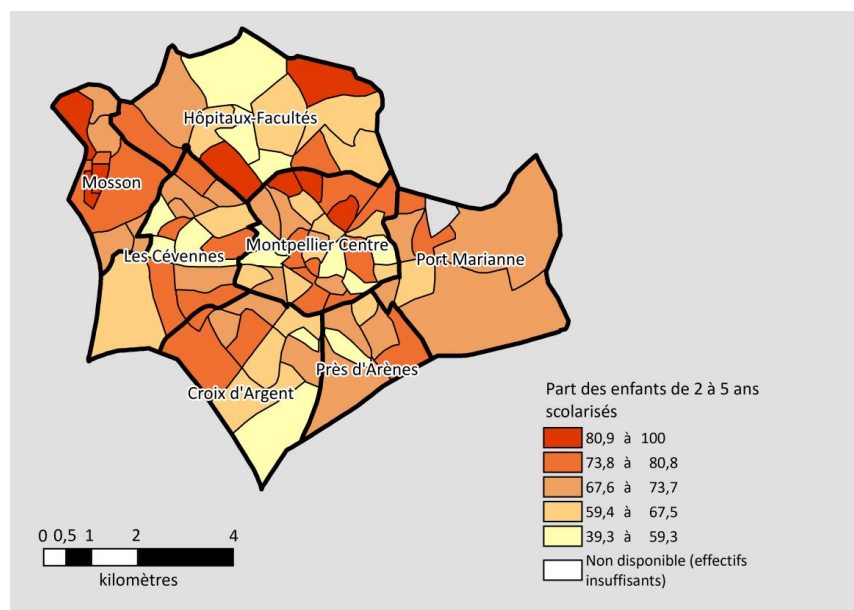 Hôpitaux-Facultés
Mosson
Les Cévennes
Montpellier Centre
Port Marianne
Près d'Arènes
Croix d'Argent
Part des enfants de 2 à 5 ans
scolarisés
80,9 à 100
73,8 à 80,8
67,6 à 73,7
59,4 à 67,5
39,3 à 59,3
Non disponible (effectifs
insuffisants)
0 0,5 1 2 4
kilomètres